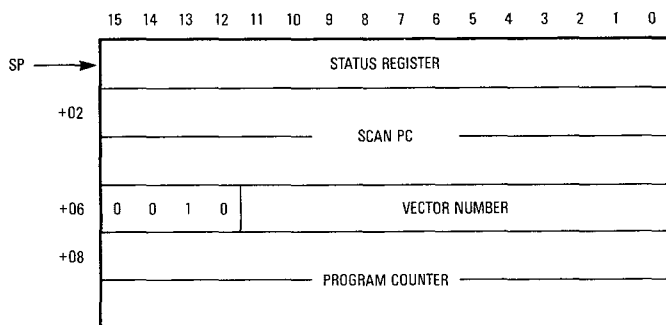 15 14 13 12 11 10 9 8 7 6 5 4 3 2 1 0
SP STATUS REGISTER
+02
SCAN PC
+06 0 0 1 0 VECTOR NUMBER
+08
PROGRAM COUNTER